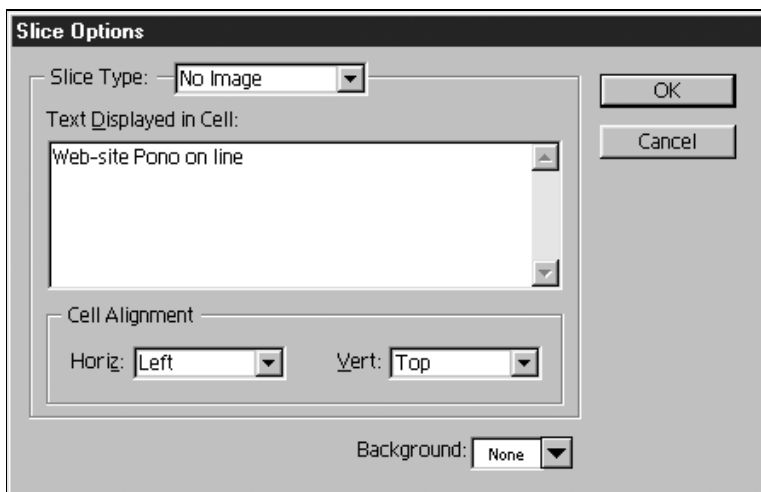 Slice Options
Slice Type: No Image
OK
Text Displayed in Cell:
Cancel
Web-site Pono on line
Cell Alignment
Horiz: Left Vert: Top
Background: None